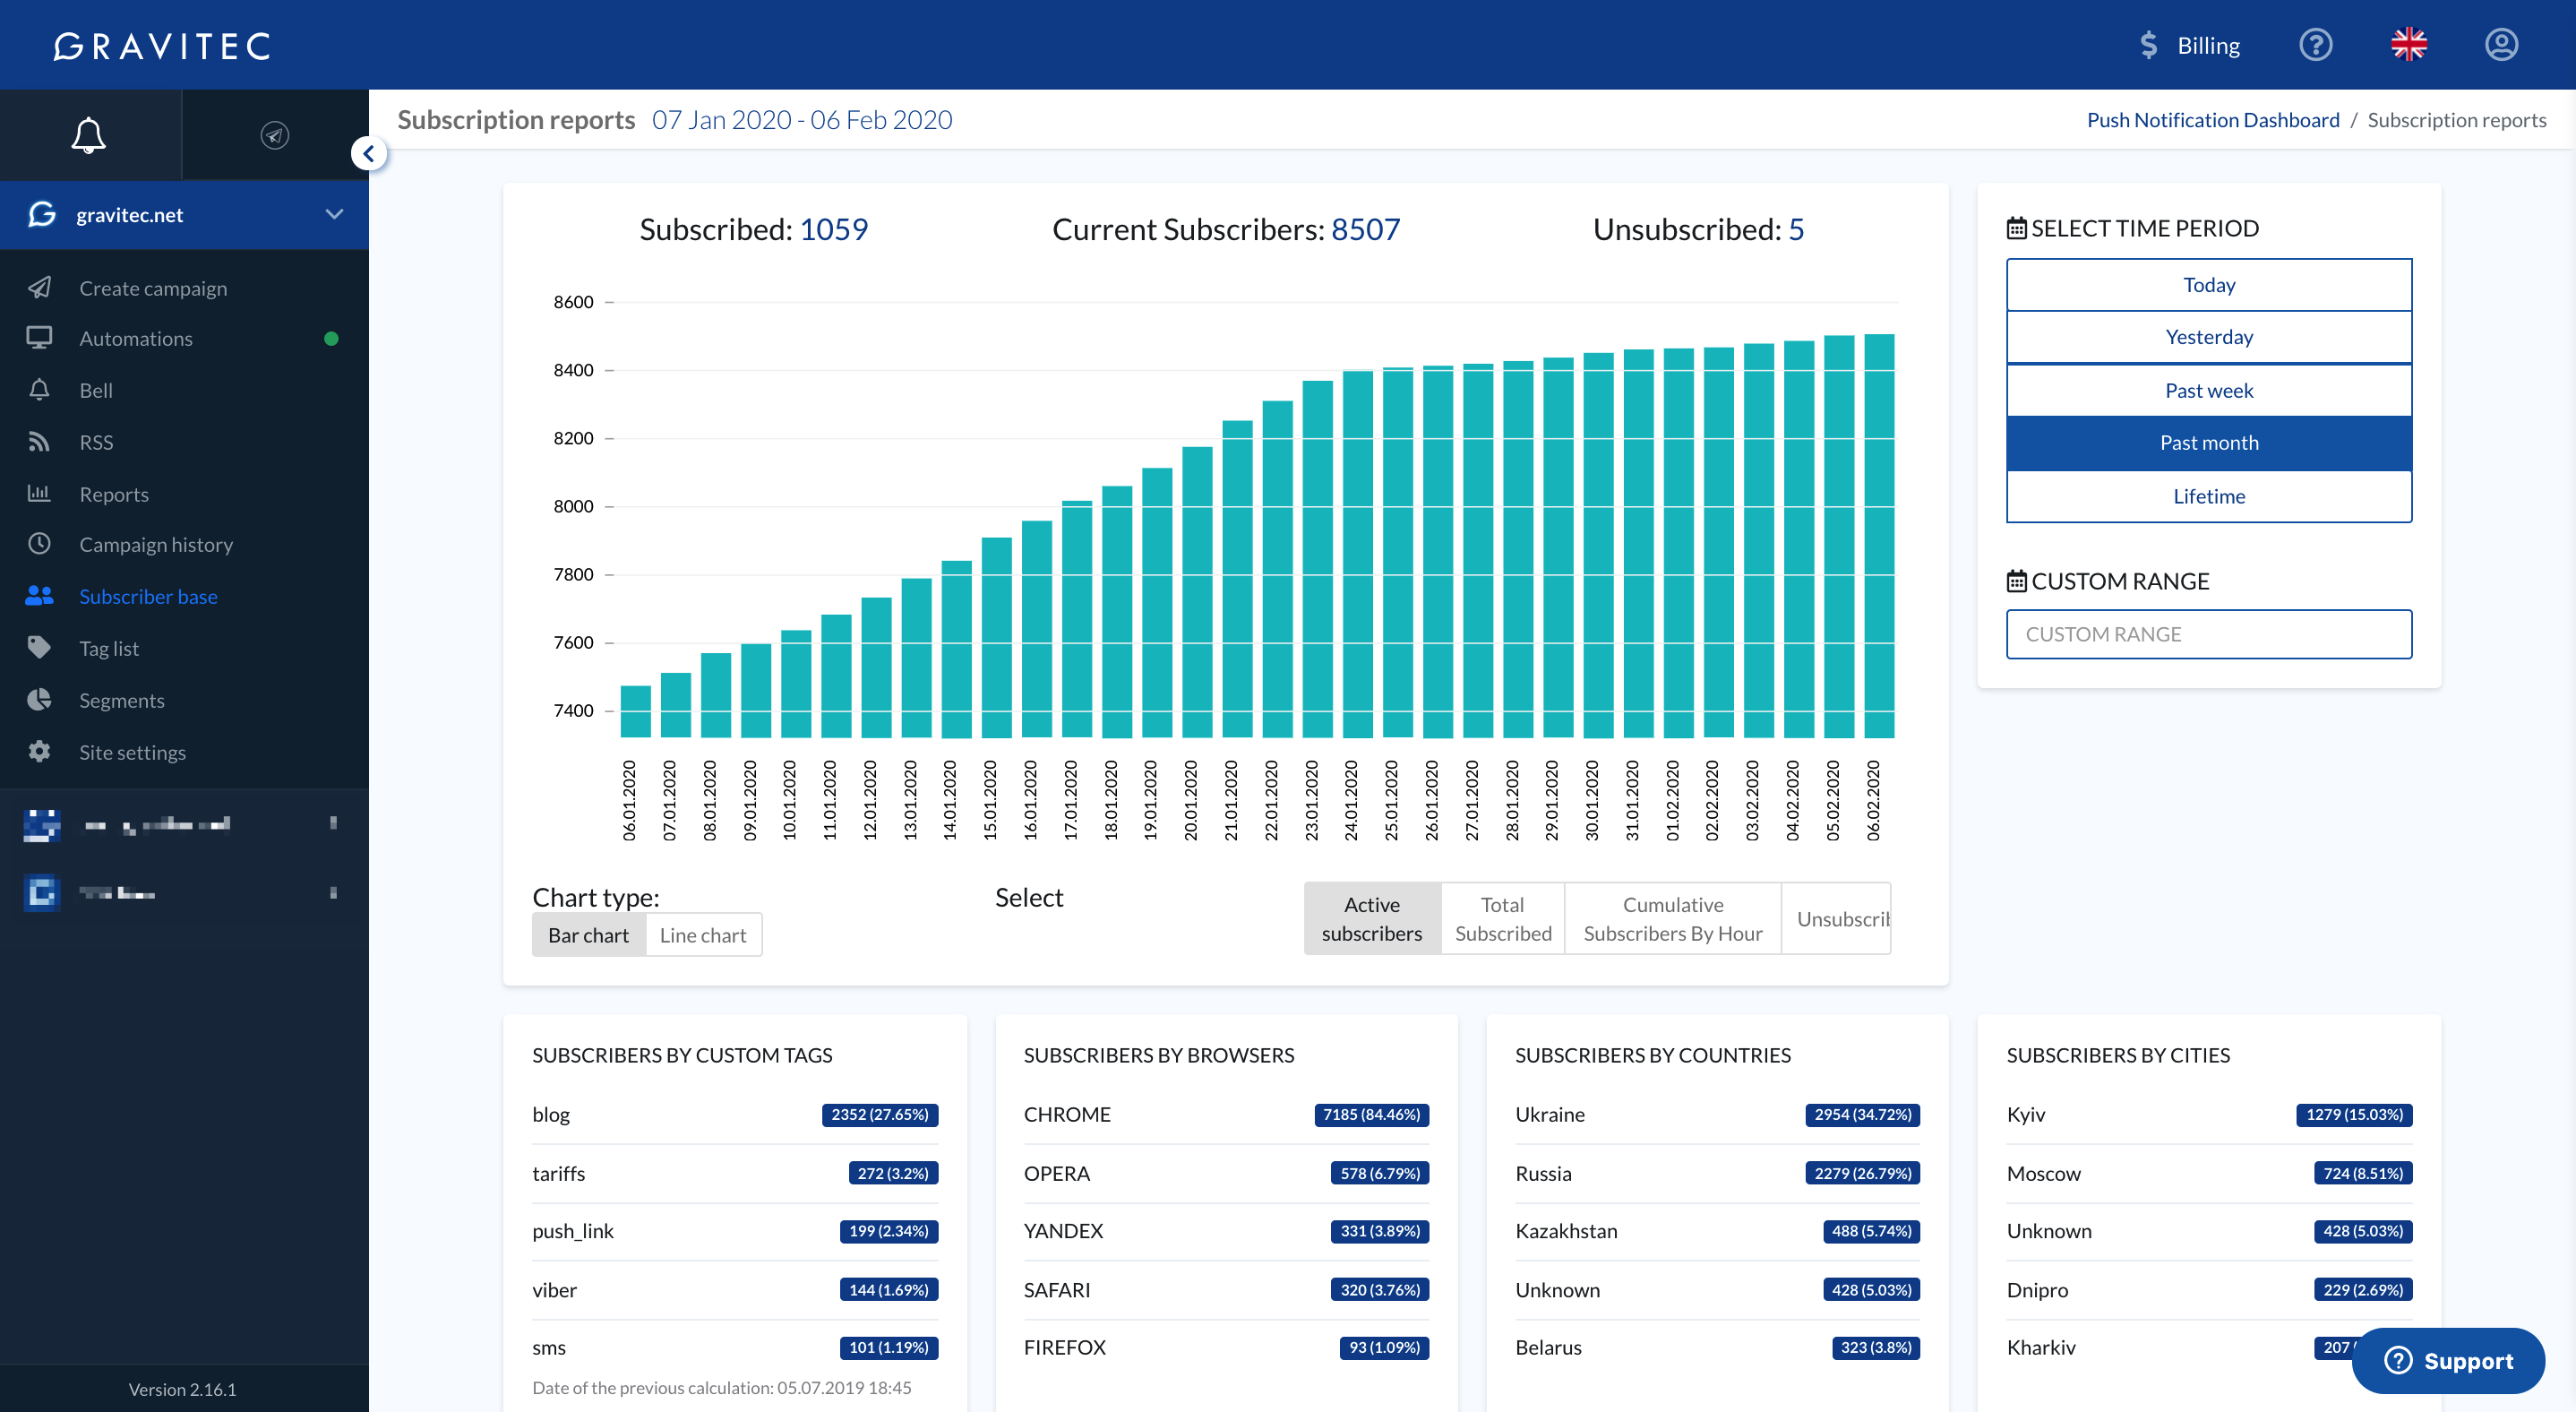 GRAVITEC
$ Billing
gravitec.net
Create campaign
Automations
Bell
RSS
Reports
Campaign history
Subscriber base
Tag list
Segments
Site settings
Version 2.16.1
Subscription reports 07 Jan 2020 - 06 Feb 2020
Push Notification Dashboard / Subscription reports
Subscribed: 1059 Current Subscribers: 8507 Unsubscribed: 5
8600
8400
8200
8000
7800
7600
7400
06.01.2020
07.01.2020
08.01.2020
09.01.2020
10.01.2020
11.01.2020
12.01.2020
13.01.2020
14.01.2020
15.01.2020
16.01.2020
17.01.2020
18.01.2020
19.01.2020
20.01.2020
21.01.2020
22.01.2020
23.01.2020
24.01.2020
25.01.2020
26.01.2020
27.01.2020
28.01.2020
29.01.2020
30.01.2020
31.01.2020
01.02.2020
02.02.2020
03.02.2020
04.02.2020
05.02.2020
06.02.2020
Chart type:
Bar chart Line chart
Select
Active
subscribers
Total
Subscribed
Cumulative
Subscribers By Hour
Unsubscrib
SELECT TIME PERIOD
Today
Yesterday
Past week
Past month
Lifetime
CUSTOM RANGE
CUSTOM RANGE
SUBSCRIBERS BY CUSTOM TAGS
blog 2352 (27.65%)
tariffs 272 (3.2%)
push_link 199 (2.34%)
viber 144 (1.69%)
sms 101 (1.19%)
Date of the previous calculation: 05.07.2019 18:45
SUBSCRIBERS BY BROWSERS
CHROME 7185 (84.46%)
OPERA 578 (6.79%)
YANDEX 331 (3.89%)
SAFARI 320 (3.76%)
FIREFOX 93 (1.09%)
SUBSCRIBERS BY COUNTRIES
Ukraine 2954 (34.72%)
Russia 2279 (26.79%)
Kazakhstan 488 (5.74%)
Unknown 428 (5.03%)
Belarus 323 (3.8%)
SUBSCRIBERS BY CITIES
Kyiv 1279 (15.03%)
Moscow 724 (8.51%)
Unknown 428 (5.03%)
Dnipro 229 (2.69%)
Kharkiv 207 (
Support